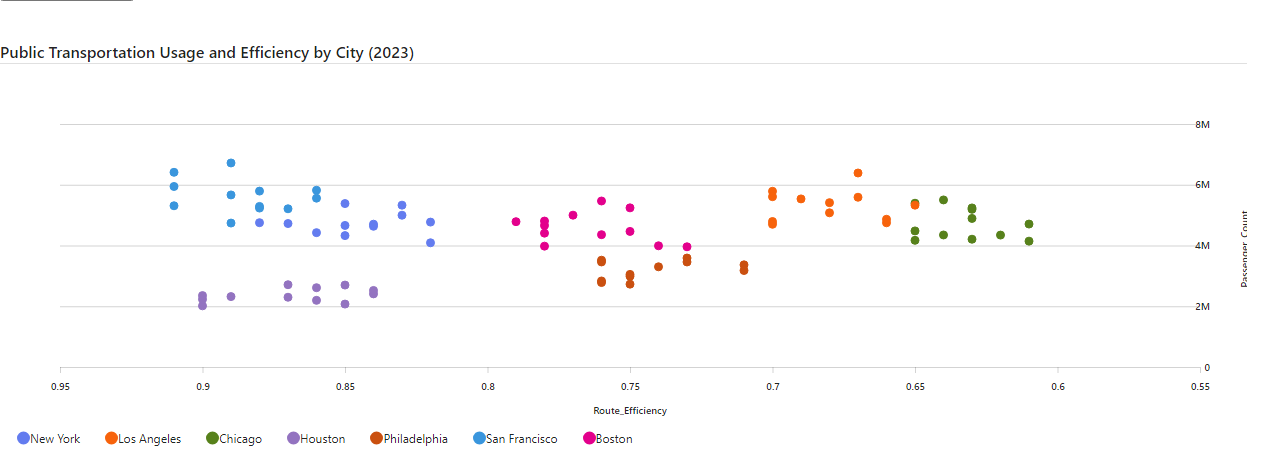 Public Transportation Usage and Efficiency by City (2023)
8M
6M
4M
2M
0
Passenger_Count
0.95 0.9 0.85 0.8 0.75 0.7 0.65 0.6 0.55
Route_Efficiency
New York Los Angeles Chicago Houston Philadelphia San Francisco Boston